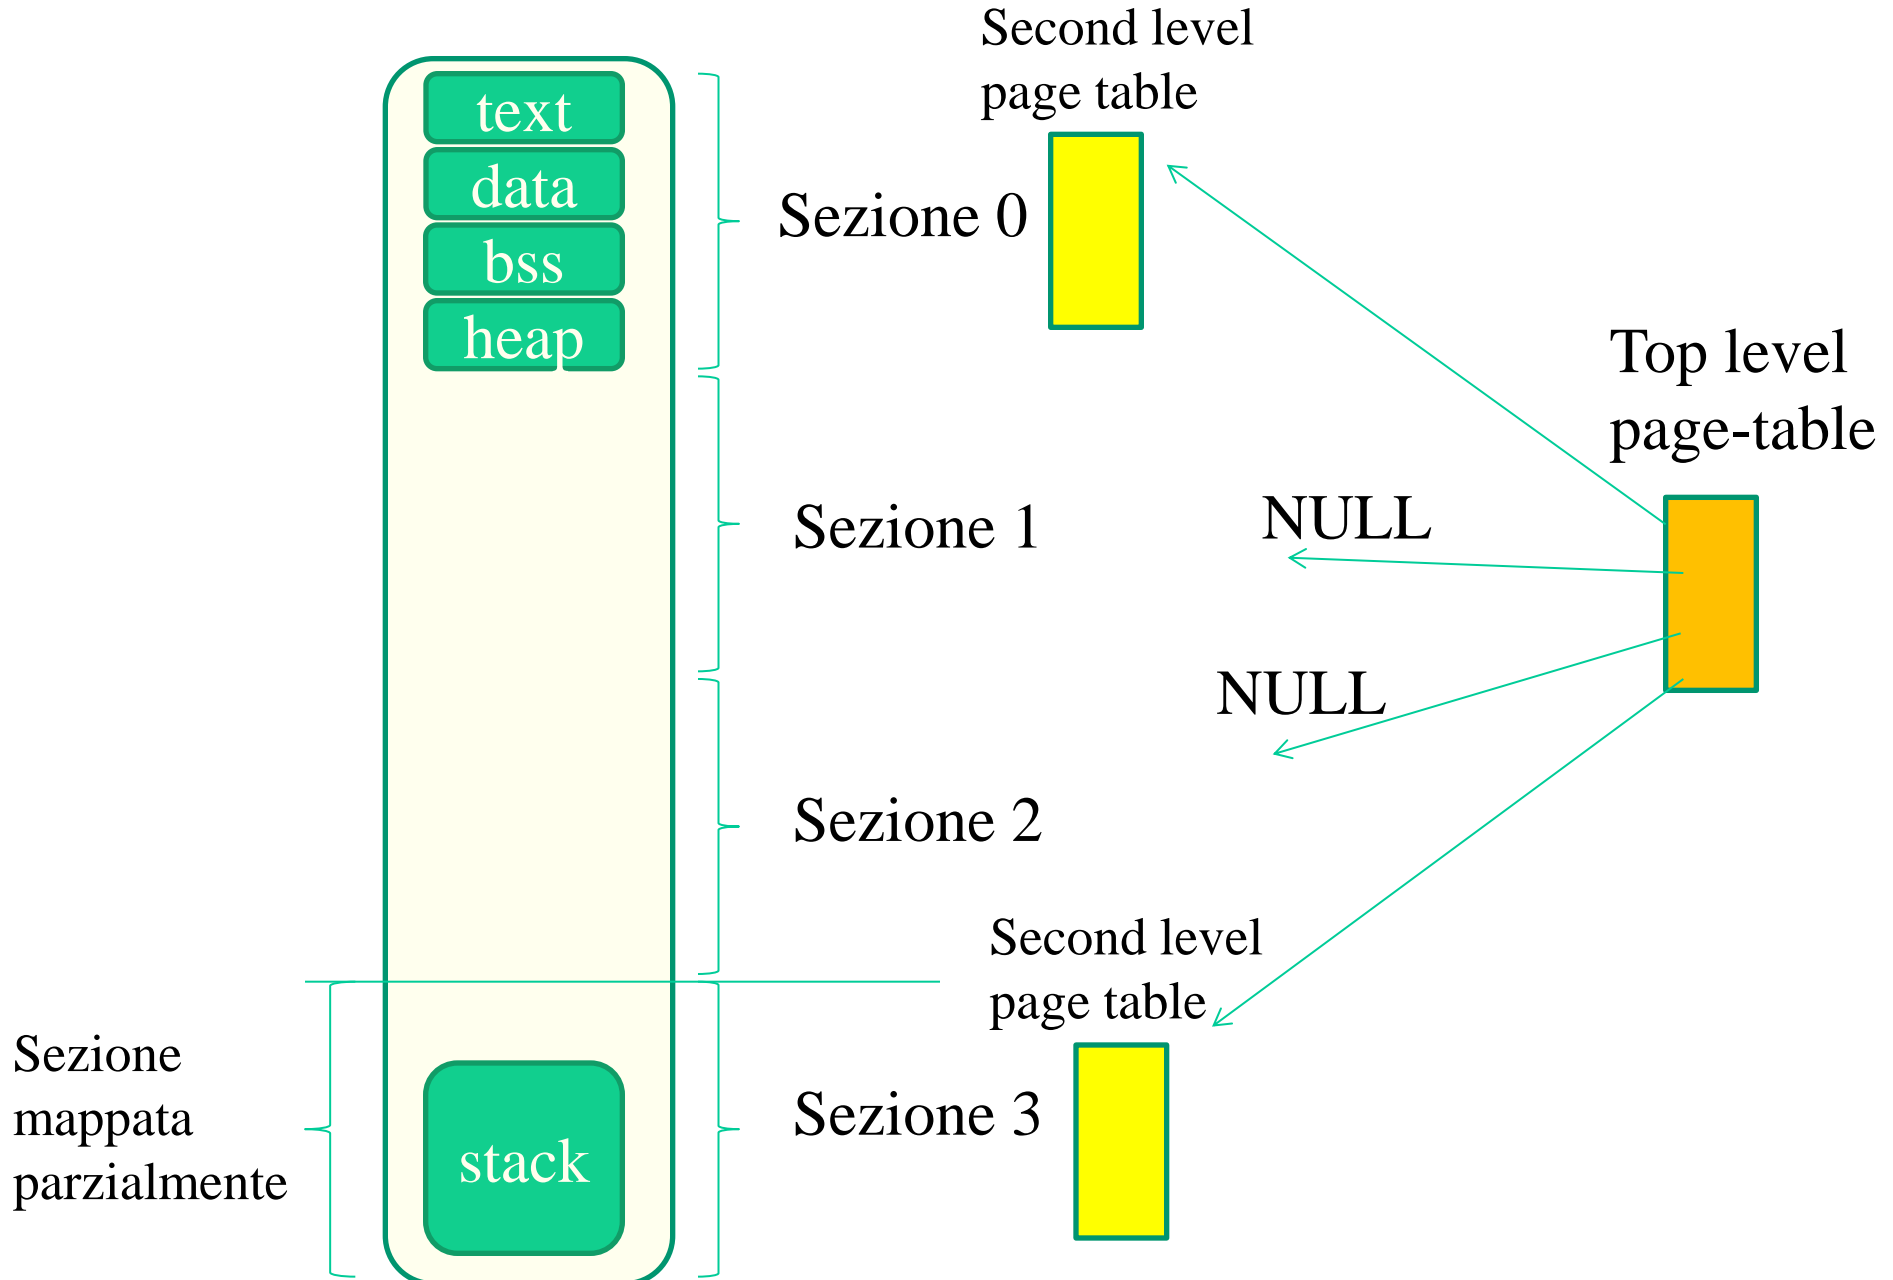 Second level
page table
text
data
bss
heap
Sezione 0
Top level
page-table
NULL
Sezione 1
NULL
Sezione 2
Second level
page table
Sezione
mappata
parzialmente
stack
Sezione 3